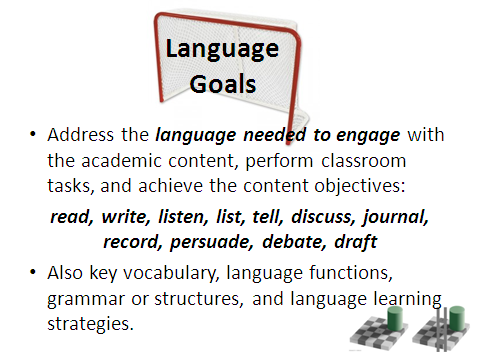 Language
Goals
• Address the language needed to engage with
the academic content, perform classroom
tasks, and achieve the content objectives:
read, write, listen, list, tell, discuss, journal,
record, persuade, debate, draft
• Also key vocabulary, language functions,
grammar or structures, and language learning
strategies.